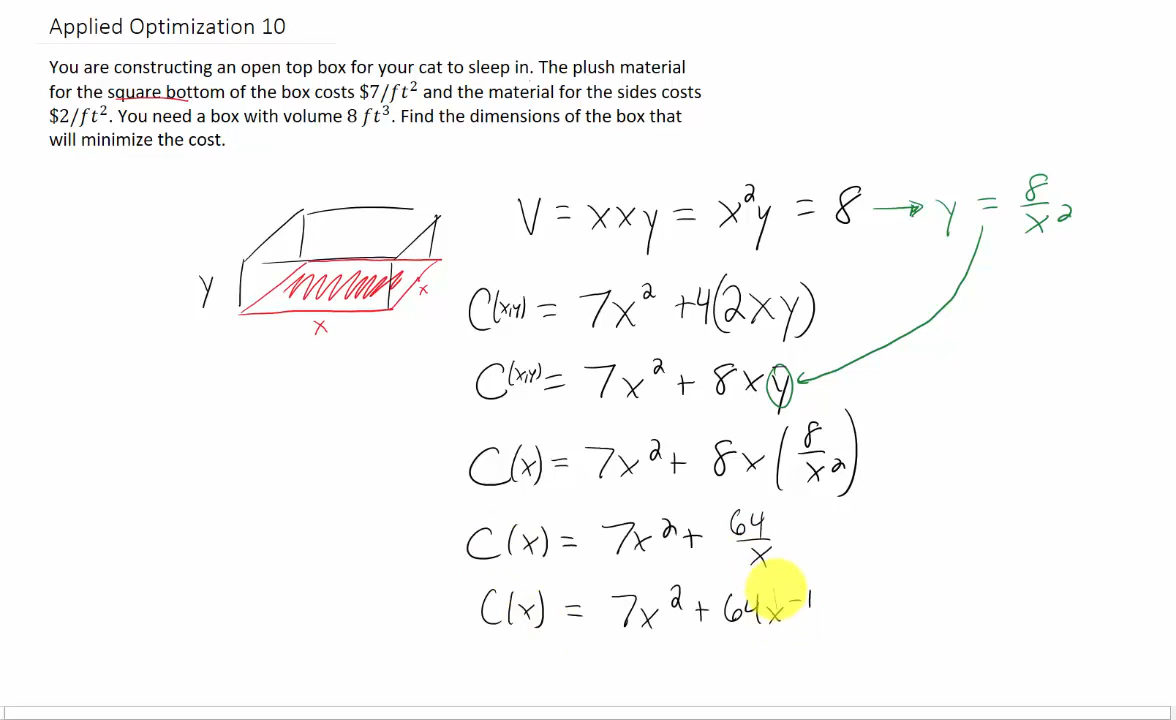 Applied Optimization 10
You are constructing an open top box for your cat to sleep in. The plush material
for the square bottom of the box costs $7/ft² and the material for the sides costs
$2/ft². You need a box with volume 8 ft³. Find the dimensions of the box that
will minimize the cost.
V = x x y = x²y = 8 → y = 8/x²
y
x
x
C(x,y) = 7x² + 4(2xy)
C(x,y) = 7x² + 8xy
C(x) = 7x² + 8x(8/x²)
C(x) = 7x² + 64/x
C(x) = 7x² + 64x⁻¹